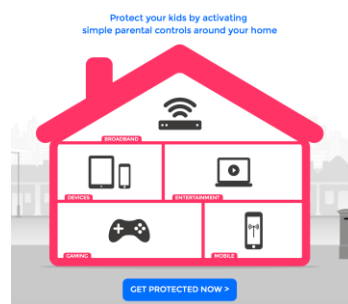 Protect your kids by activating
simple parental controls around your home
BROADBAND
DEVICES
ENTERTAINMENT
GAMING
MOBILE
GET PROTECTED NOW >